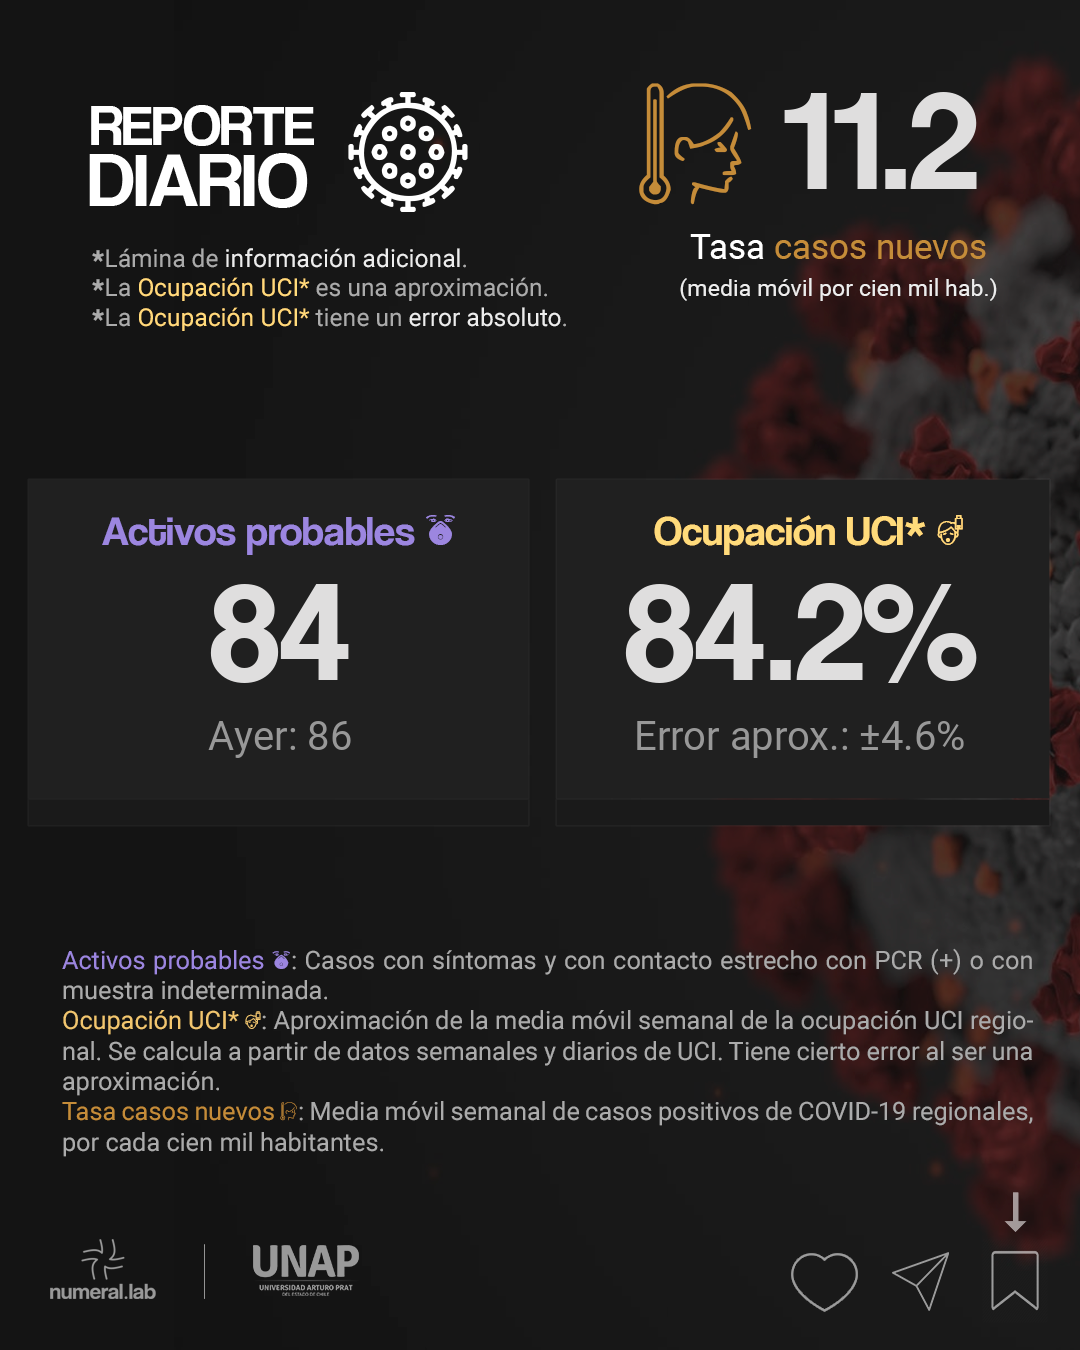 REPORTE
DIARIO
*Lámina de información adicional.
*La Ocupación UCI* es una aproximación.
*La Ocupación UCI* tiene un error absoluto.
11.2
Tasa casos nuevos
(media móvil por cien mil hab.)
Activos probables
84
Ayer: 86
Ocupación UCI*
84.2%
Error aprox.: ±4.6%
Activos probables : Casos con síntomas y con contacto estrecho con PCR (+) o con
muestra indeterminada.
Ocupación UCI* : Aproximación de la media móvil semanal de la ocupación UCI regio-
nal. Se calcula a partir de datos semanales y diarios de UCI. Tiene cierto error al ser una
aproximación.
Tasa casos nuevos : Media móvil semanal de casos positivos de COVID-19 regionales,
por cada cien mil habitantes.
numeral.lab
UNAP
UNIVERSIDAD ARTURO PRAT
DEL ESTADO DE CHILE